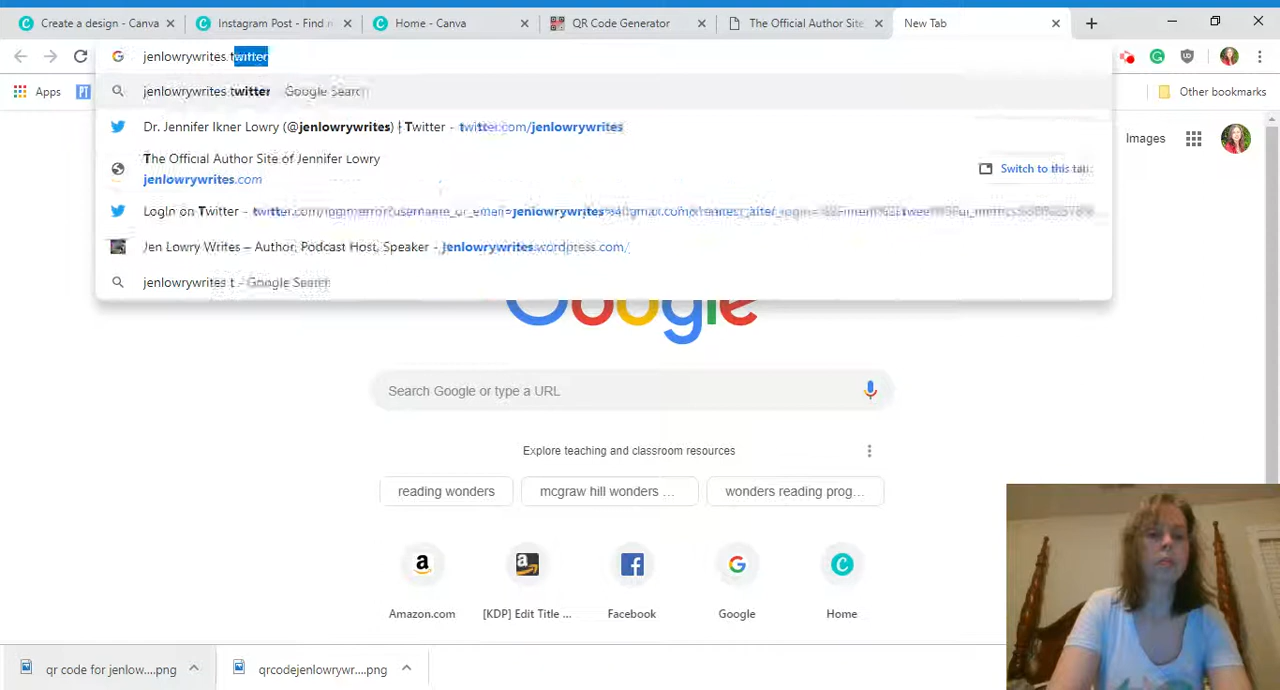 Create a design - Canva
Instagram Post - Find r
Home - Canva
QR Code Generator
The Official Author Site
New Tab
jenlowrywrites twitter
Apps
Other bookmarks
jenlowrywrites twitter Google Search
Dr. Jennifer Ikner Lowry (@jenlowrywrites) | Twitter - twitter.com/jenlowrywrites
The Official Author Site of Jennifer Lowry
jenlowrywrites.com
Switch to this tab
Login on Twitter -
Jen Lowry Writes – Author, Podcast Host, Speaker - jenlowrywrites.wordpress.com/
jenlowrywrites t - Google Search
Images
Google
Search Google or type a URL
Explore teaching and classroom resources
reading wonders
mcgraw hill wonders ...
wonders reading prog...
Amazon.com
[KDP] Edit Title ...
Facebook
Google
Home
qr code for jenlow....png
qrcodejenlowrywr....png